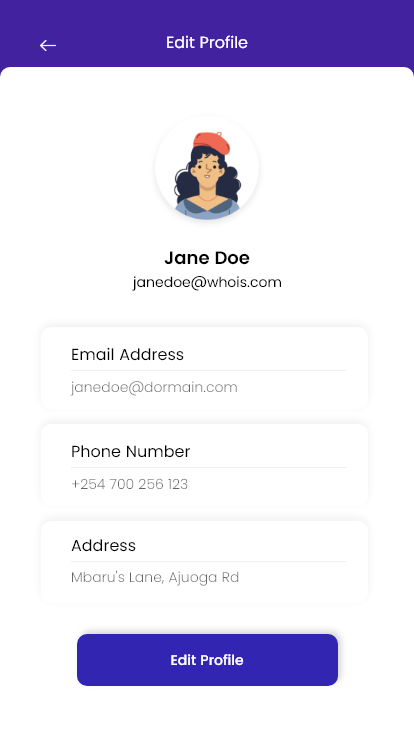 Edit Profile
Jane Doe
janedoe@whois.com
Email Address
janedoe@dormain.com
Phone Number
+254 700 256 123
Address
Mbaru's Lane, Ajuoga Rd
Edit Profile